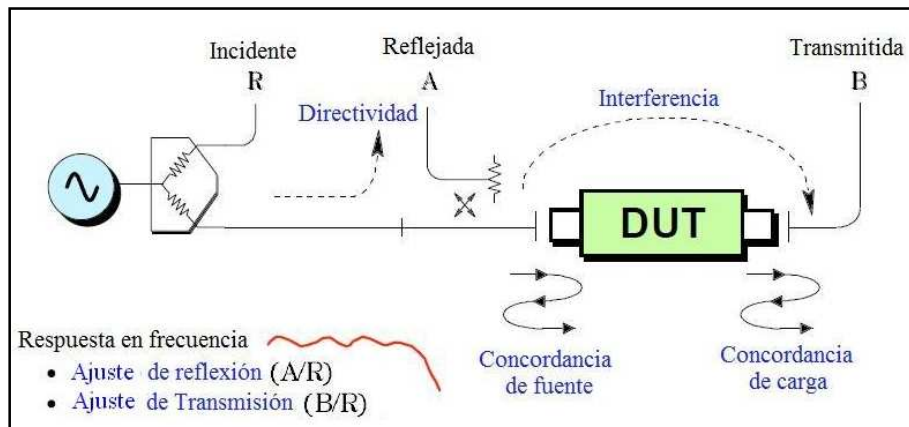 Incidente
R
Reflejada
A
Transmitida
B
Directividad
Interferencia
DUT
Respuesta en frecuencia
• Ajuste de reflexión (A/R)
• Ajuste de Transmisión (B/R)
Concordancia
de fuente
Concordancia
de carga